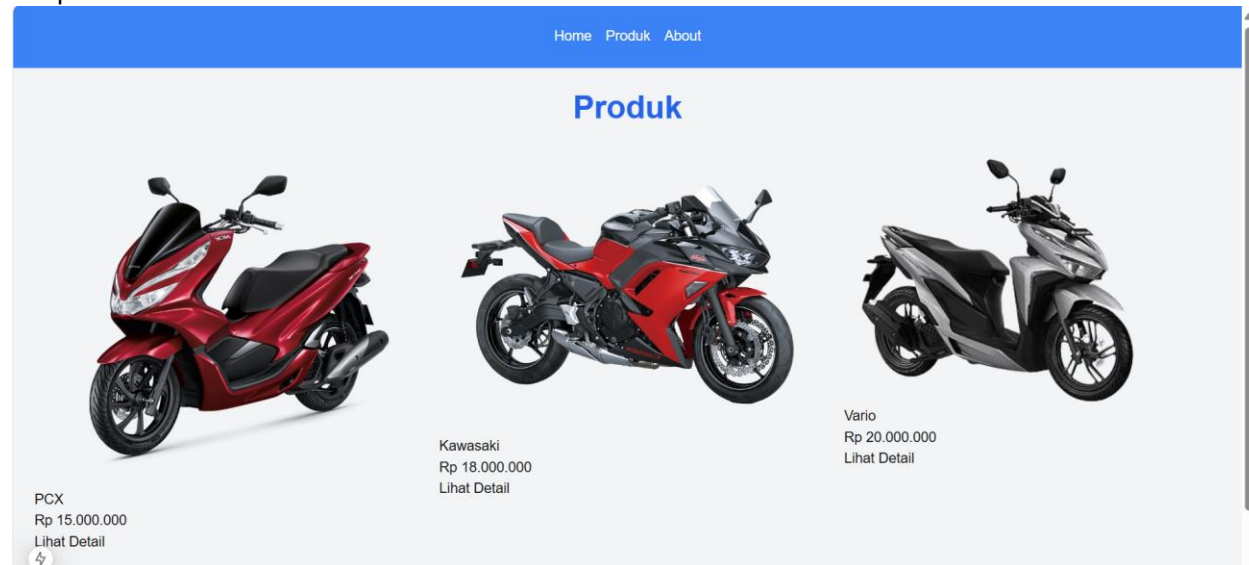 Home Produk About
Produk
PCX
Rp 15.000.000
Lihat Detail
Kawasaki
Rp 18.000.000
Lihat Detail
Vario
Rp 20.000.000
Lihat Detail